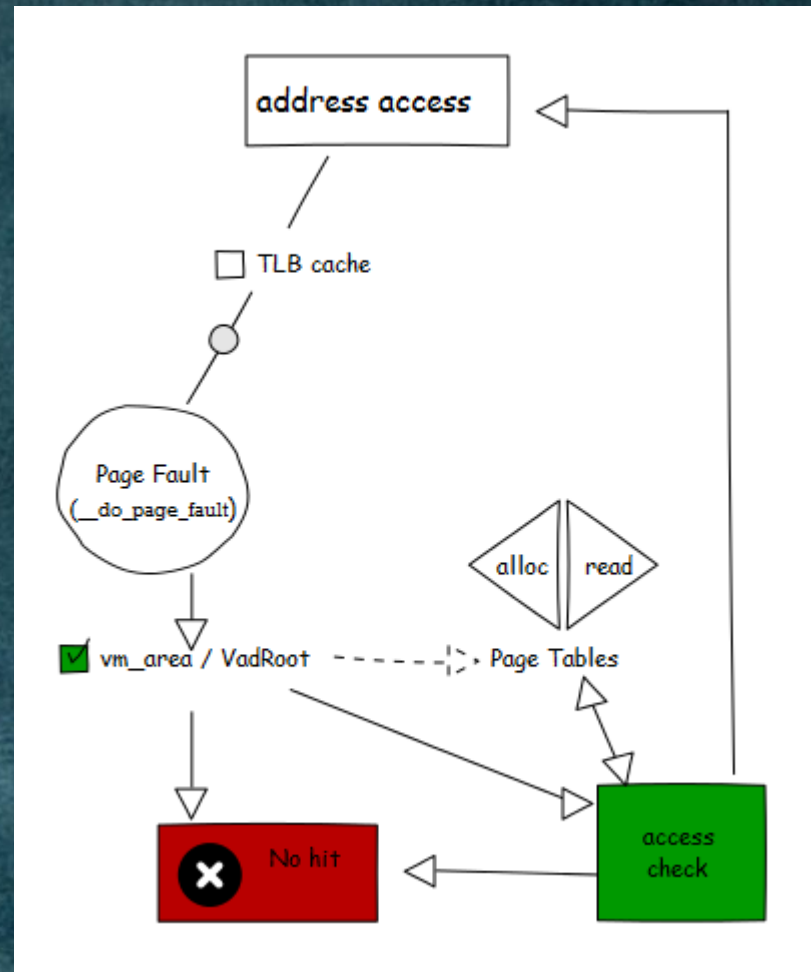 address access
TLB cache
Page Fault
(__do_page_fault)
alloc
read
vm_area / VadRoot
Page Tables
No hit
access
check